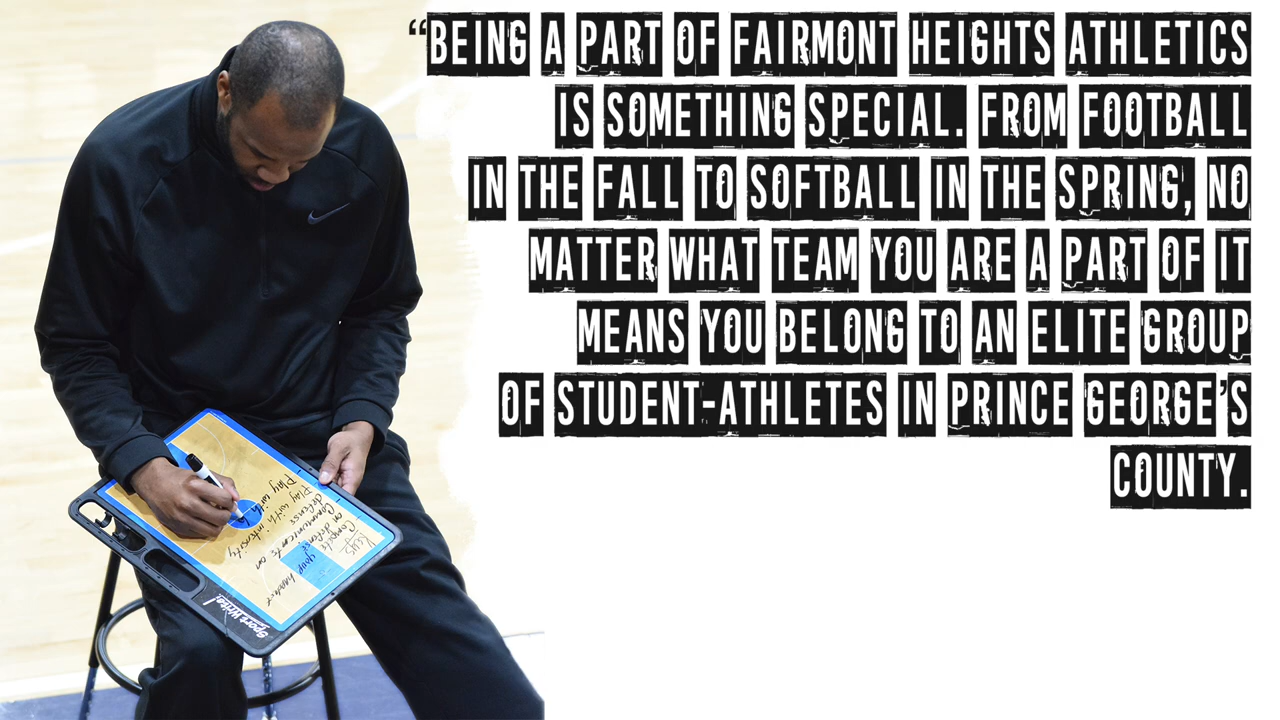 “BEING A PART OF FAIRMONT HEIGHTS ATHLETICS
IS SOMETHING SPECIAL. FROM FOOTBALL
IN THE FALL TO SOFTBALL IN THE SPRING, NO
MATTER WHAT TEAM YOU ARE A PART OF IT
MEANS YOU BELONG TO AN ELITE GROUP
OF STUDENT-ATHLETES IN PRINCE GEORGE’S
COUNTY.
Keys
Compete
Communicate on
defense
Play with intensity
Play with
Sport Write!